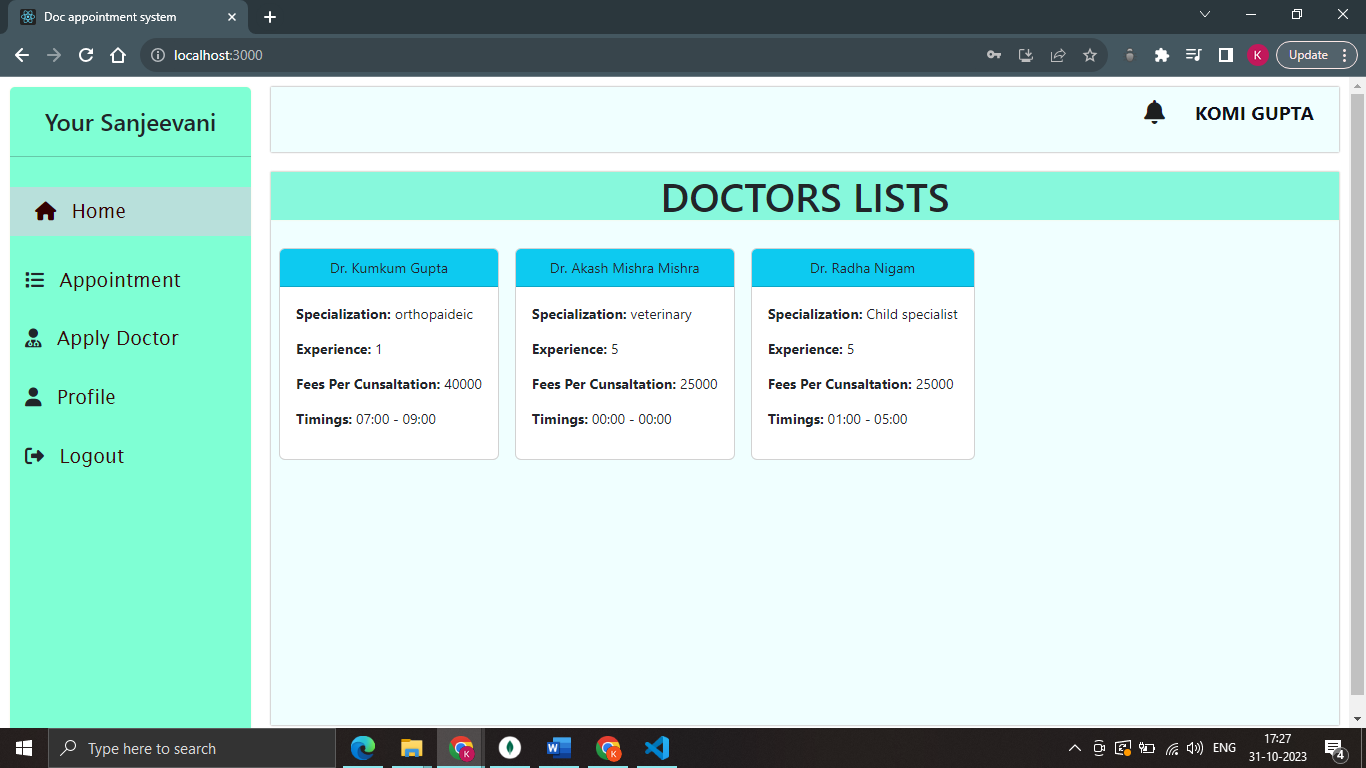 Doc appointment system
localhost:3000
K
Update
Your Sanjeevani
KOMI GUPTA
Home
Appointment
Apply Doctor
Profile
Logout
DOCTORS LISTS
Dr. Kumkum Gupta
Specialization: orthopaideic
Experience: 1
Fees Per Cunsaltation: 40000
Timings: 07:00 - 09:00
Dr. Akash Mishra Mishra
Specialization: veterinary
Experience: 5
Fees Per Cunsaltation: 25000
Timings: 00:00 - 00:00
Dr. Radha Nigam
Specialization: Child specialist
Experience: 5
Fees Per Cunsaltation: 25000
Timings: 01:00 - 05:00
Type here to search
K
W
K
ENG
17:27
31-10-2023
4